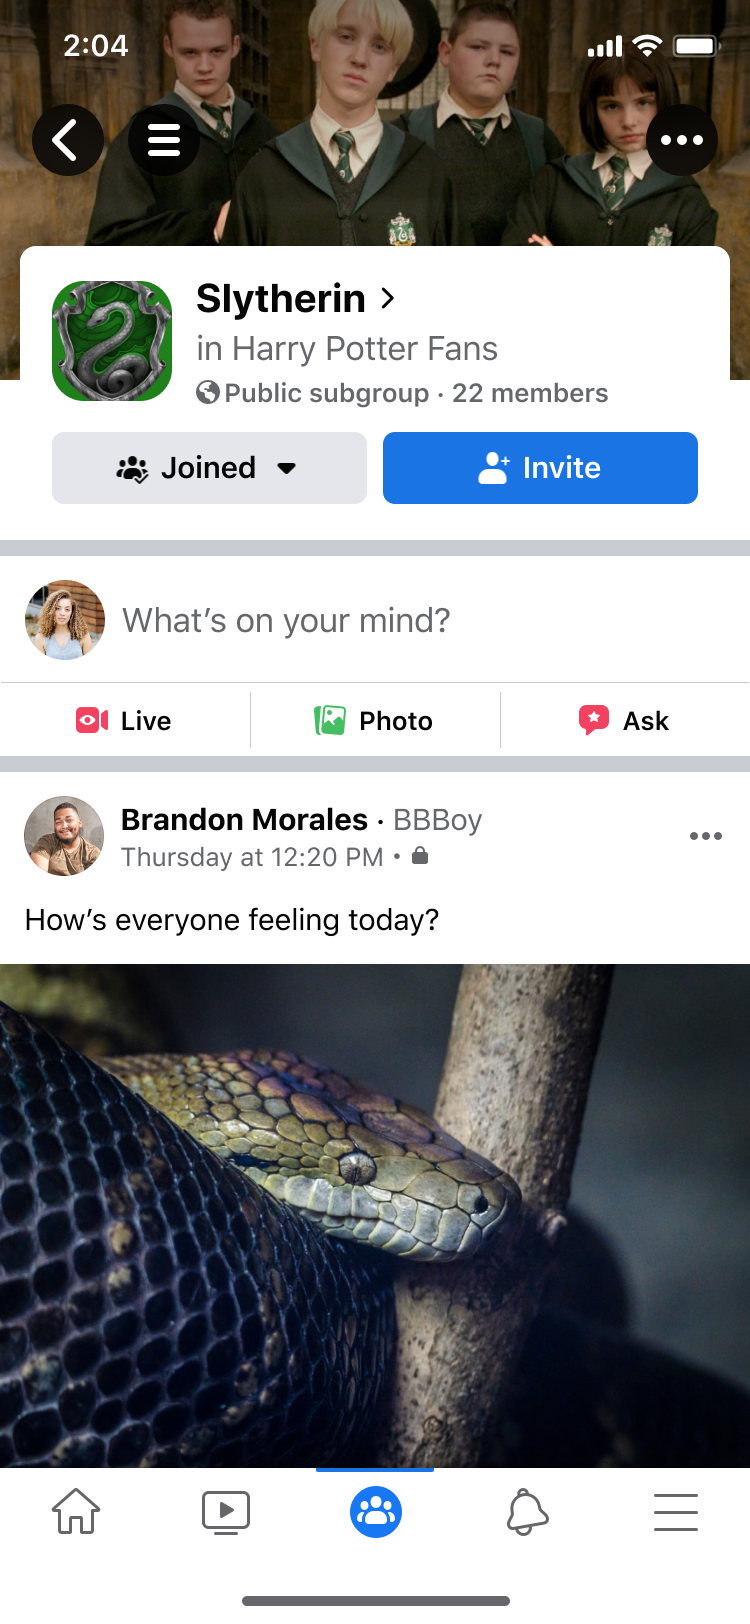 2:04
Slytherin
in Harry Potter Fans
Public subgroup · 22 members
Joined
Invite
What’s on your mind?
Live
Photo
Ask
Brandon Morales · BBBoy
Thursday at 12:20 PM •
How’s everyone feeling today?